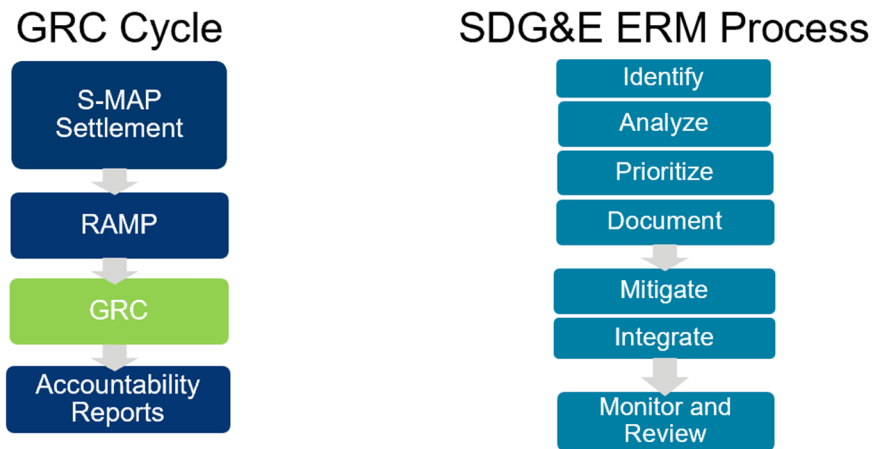 GRC Cycle
S-MAP
Settlement
RAMP
GRC
Accountability
Reports
SDG&E ERM Process
Identify
Analyze
Prioritize
Document
Mitigate
Integrate
Monitor and
Review